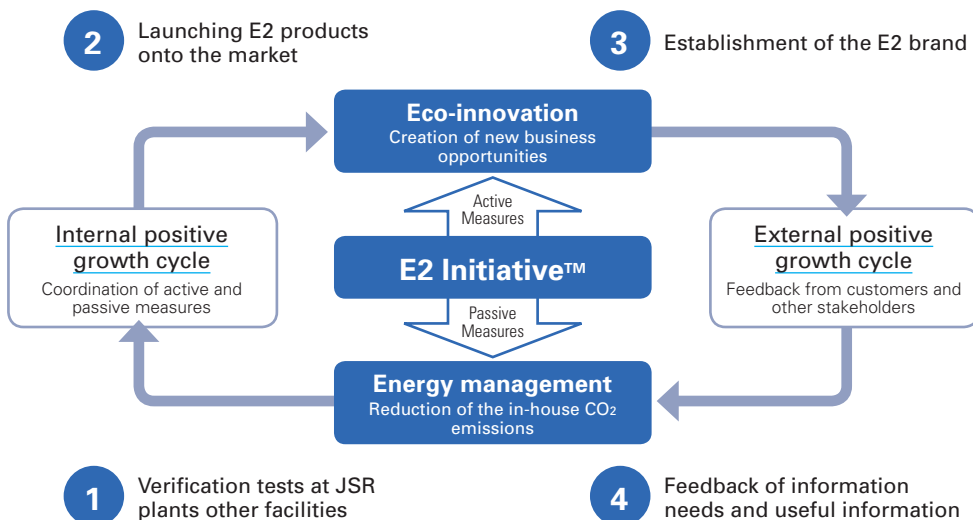 2
Launching E2 products
onto the market
3
Establishment of the E2 brand
Eco-innovation
Creation of new business
opportunities
Active
Measures
Internal positive
growth cycle
Coordination of active and
passive measures
E2 Initiative™
External positive
growth cycle
Feedback from customers and
other stakeholders
Passive
Measures
Energy management
Reduction of the in-house CO₂
emissions
1
Verification tests at JSR
plants other facilities
4
Feedback of information
needs and useful information